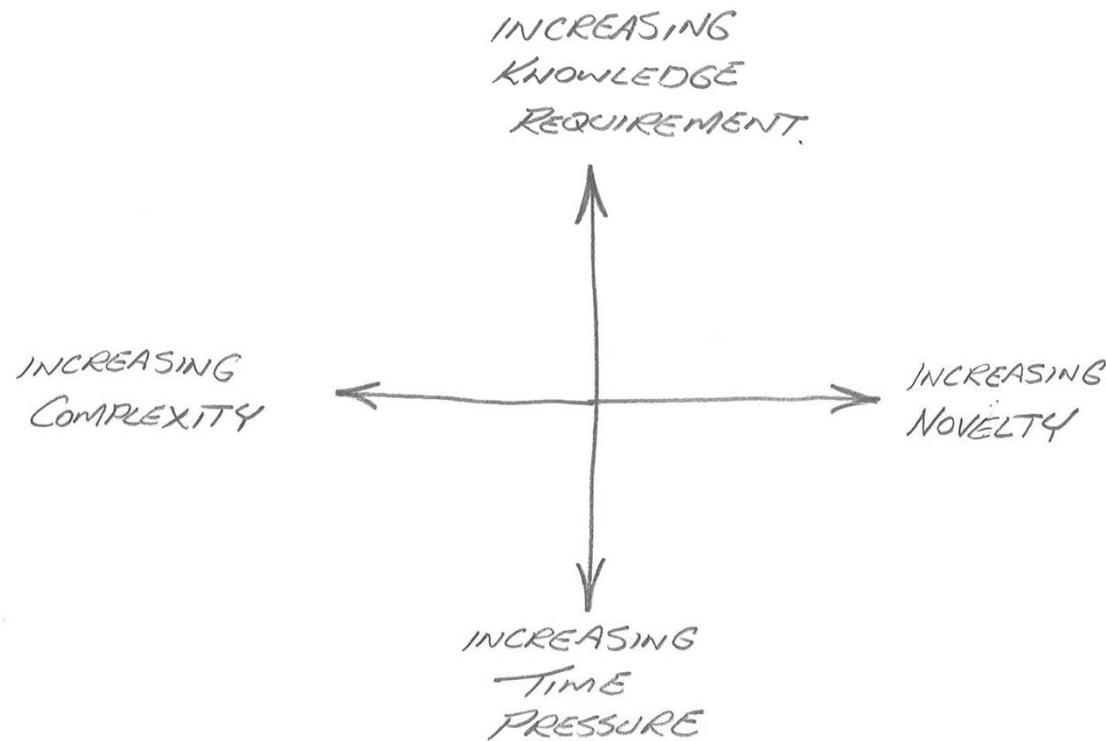 INCREASING
KNOWLEDGE
REQUIREMENT.
INCREASING
COMPLEXITY
INCREASING
NOVELTY
INCREASING
TIME
PRESSURE